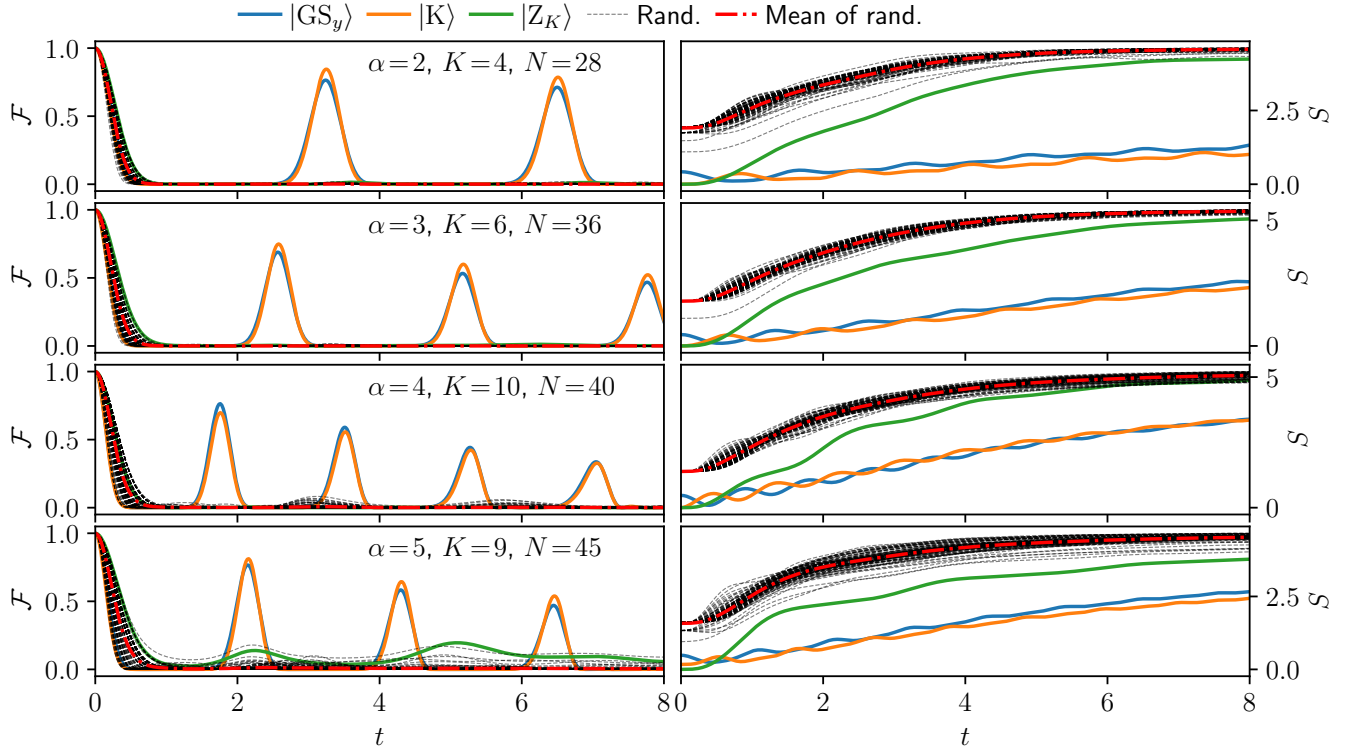 |GS_y⟩ |K⟩ |Z_K⟩ Rand. Mean of rand.
1.0
0.5
0.0
ℱ
α=2, K=4, N=28
2.5
0.0
S
1.0
0.5
0.0
ℱ
α=3, K=6, N=36
5
0
S
1.0
0.5
0.0
ℱ
α=4, K=10, N=40
5
0
S
1.0
0.5
0.0
ℱ
α=5, K=9, N=45
2.5
0.0
S
0 2 4 6 8 0 2 4 6 8
t t